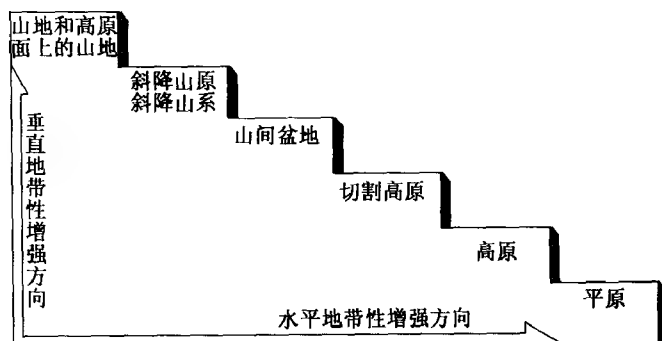 山地和高原
面上的山地
斜降山原
斜降山系
山间盆地
切割高原
高原
平原
垂直地带性增强方向
水平地带性增强方向